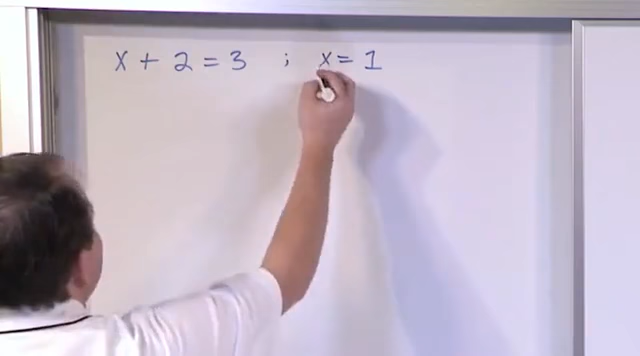 x + 2 = 3 ; x = 1